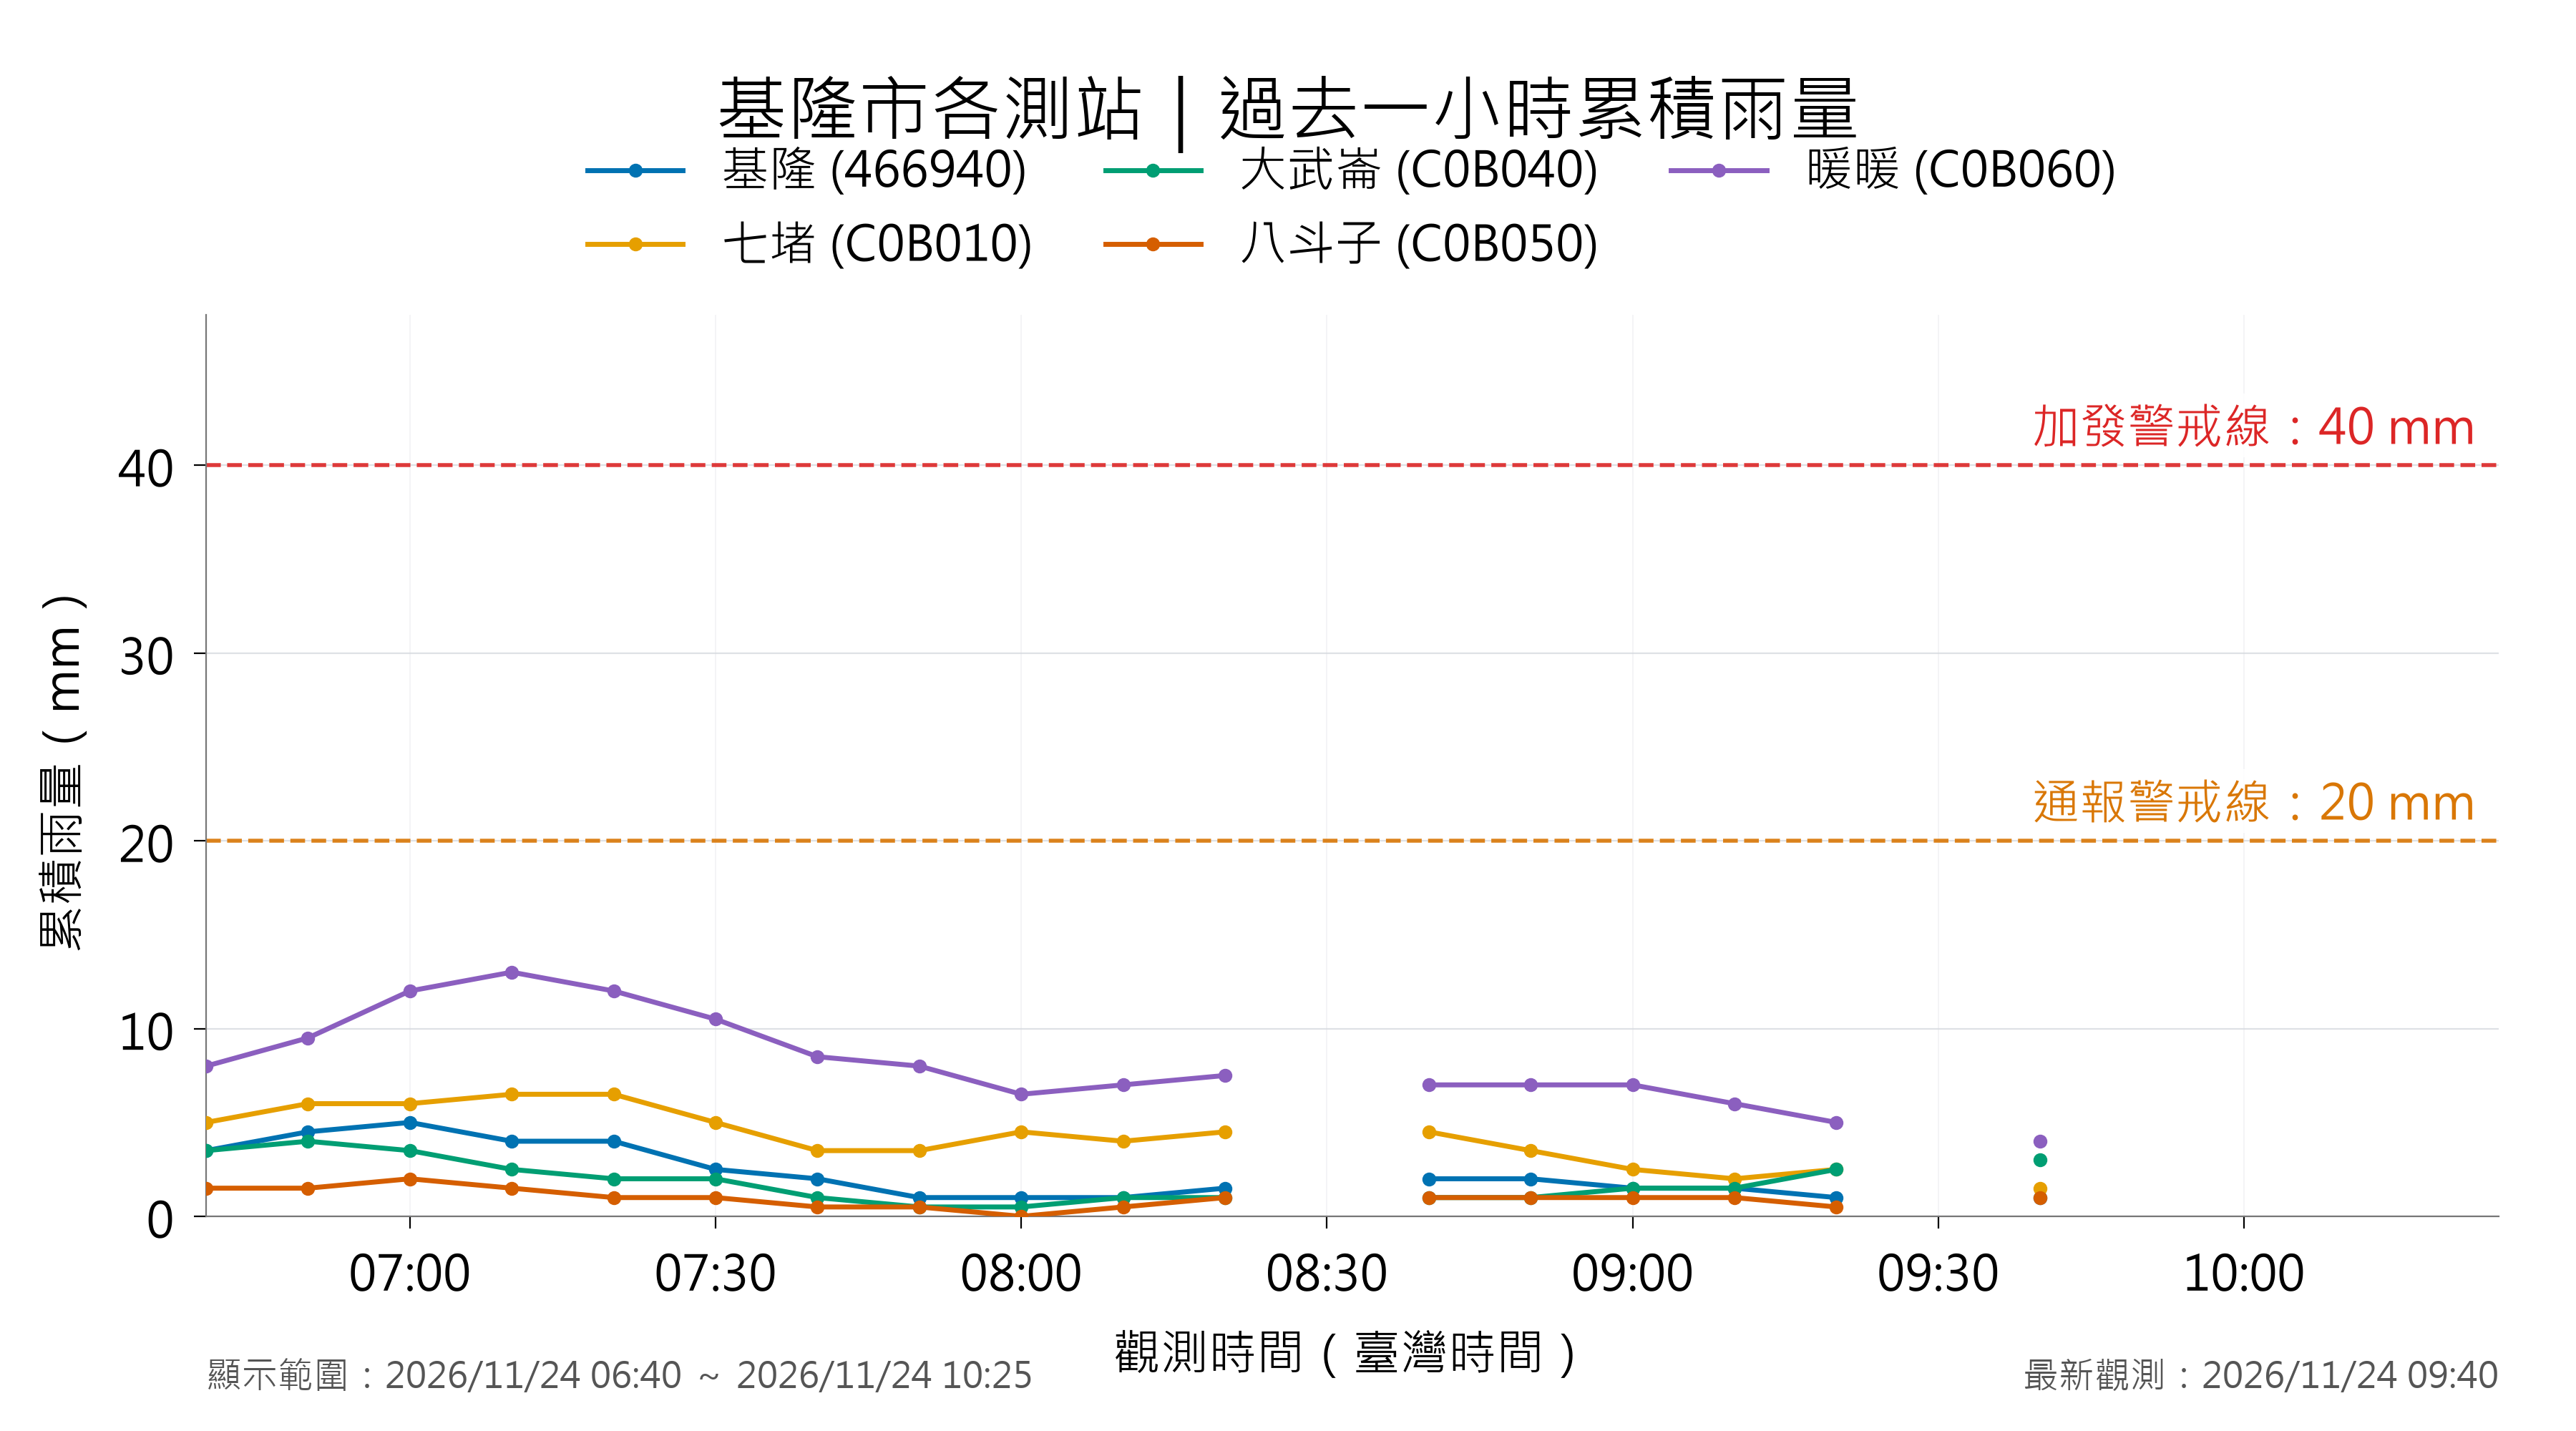 基隆市各測站｜過去一小時累積雨量
基隆 (466940)
大武崙 (C0B040)
暖暖 (C0B060)
七堵 (C0B010)
八斗子 (C0B050)
累積雨量（mm）
加發警戒線：40 mm
通報警戒線：20 mm
40
30
20
10
0
07:00
07:30
08:00
08:30
09:00
09:30
10:00
觀測時間（臺灣時間）
顯示範圍：2026/11/24 06:40 ~ 2026/11/24 10:25
最新觀測：2026/11/24 09:40